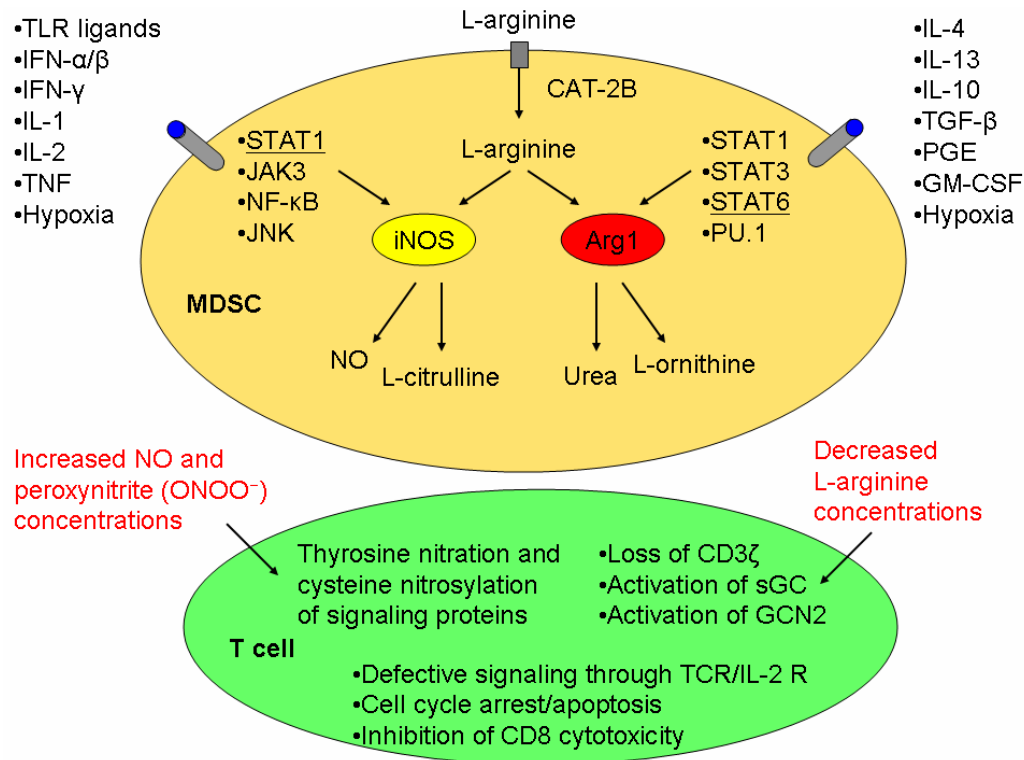 •TLR ligands
•IFN-α/β
•IFN-γ
•IL-1
•IL-2
•TNF
•Hypoxia
L-arginine
CAT-2B
L-arginine
•IL-4
•IL-13
•IL-10
•TGF-β
•PGE
•GM-CSF
•Hypoxia
•STAT1
•JAK3
•NF-κB
•JNK
•STAT1
•STAT3
•STAT6
•PU.1
iNOS
Arg1
MDSC
NO
L-citrulline
Urea
L-ornithine
Increased NO and
peroxynitrite (ONOO⁻)
concentrations
Decreased
L-arginine
concentrations
Thyrosine nitration and
cysteine nitrosylation
of signaling proteins
•Loss of CD3ζ
•Activation of sGC
•Activation of GCN2
T cell
•Defective signaling through TCR/IL-2 R
•Cell cycle arrest/apoptosis
•Inhibition of CD8 cytotoxicity